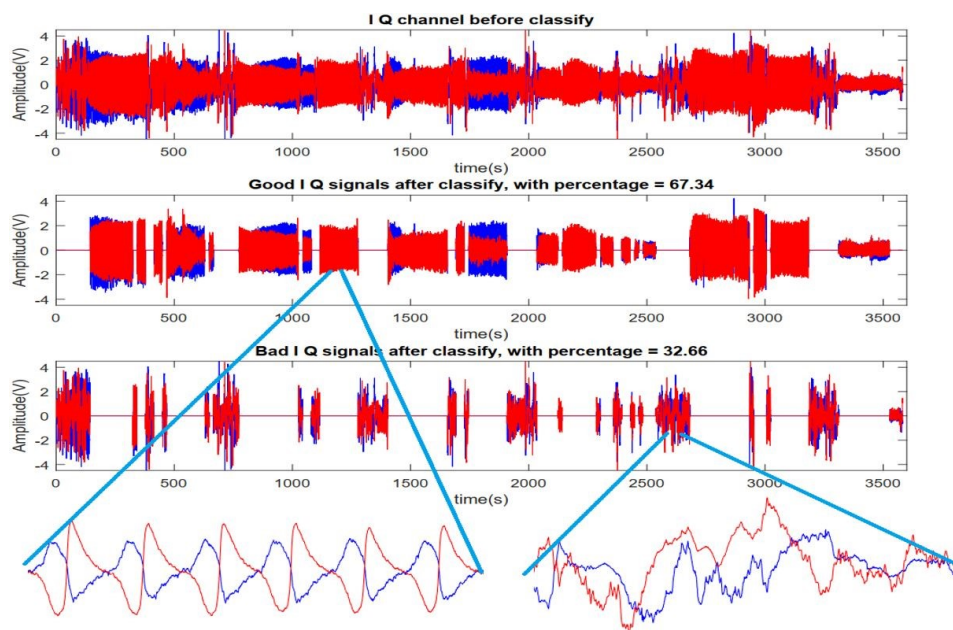 I Q channel before classify
Amplitude(V)
4
2
0
2
4
0 500 1000 1500 2000 2500 3000 3500
time(s)
Good I Q signals after classify, with percentage = 67.34
Amplitude(V)
4
2
0
-2
-4
0 500 1000 1500 2000 2500 3000 3500
time(s)
Bad I Q signals after classify, with percentage = 32.66
Amplitude(V)
4
2
0
-2
-4
0 500 1000 1500 2000 2500 3000 3500
time(s)